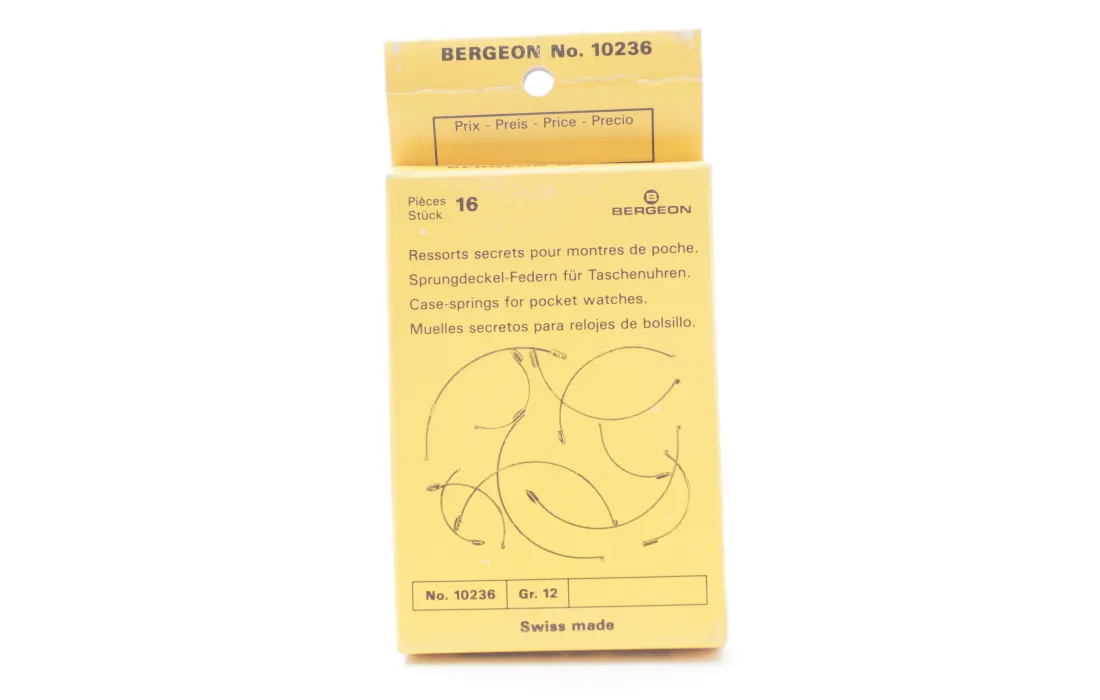 BERGEON No. 10236
Prix - Preis - Price - Precio
Pièces
Stück
16
B
BERGEON
Ressorts secrets pour montres de poche.
Sprungdeckel-Federn für Taschenuhren.
Case-springs for pocket watches.
Muelles secretos para relojes de bolsillo.
No. 10236 Gr. 12
Swiss made